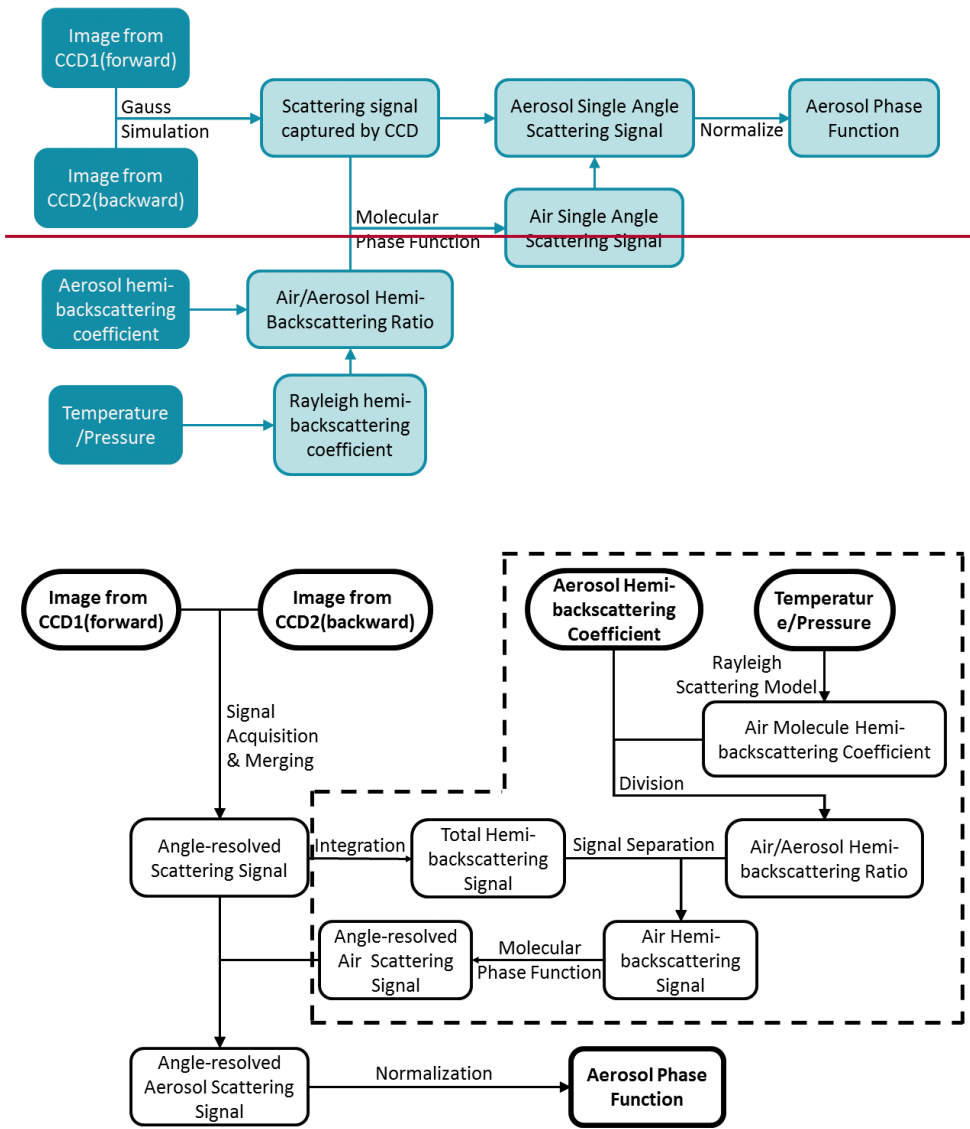 Image from
CCD1(forward)
Gauss
Simulation
Image from
CCD2(backward)
Scattering signal
captured by CCD
Aerosol Single Angle
Scattering Signal
Normalize
Aerosol Phase
Function
Molecular
Phase Function
Air Single Angle
Scattering Signal
Aerosol hemi-
backscattering
coefficient
Air/Aerosol Hemi-
Backscattering Ratio
Temperature
/Pressure
Rayleigh hemi-
backscattering
coefficient
Image from
CCD1(forward)
Image from
CCD2(backward)
Aerosol Hemi-
backscattering
Coefficient
Temperatur
e/Pressure
Rayleigh
Scattering Model
Signal
Acquisition
& Merging
Air Molecule Hemi-
backscattering Coefficient
Division
Angle-resolved
Scattering Signal
Integration
Total Hemi-
backscattering
Signal
Signal Separation
Air/Aerosol Hemi-
backscattering Ratio
Angle-resolved
Air Scattering
Signal
Molecular
Phase Function
Air Hemi-
backscattering
Signal
Angle-resolved
Aerosol Scattering
Signal
Normalization
Aerosol Phase
Function